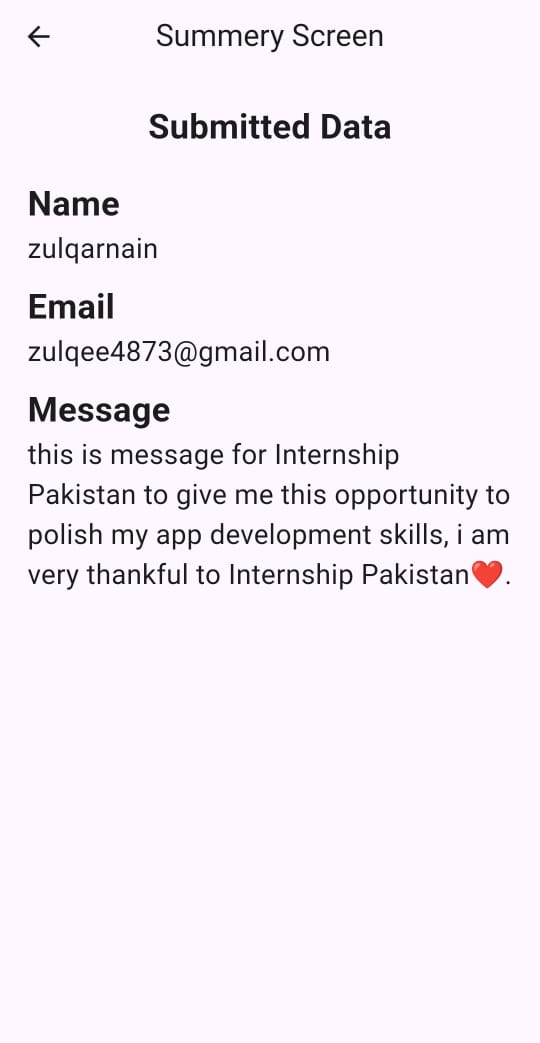 Summery Screen
Submitted Data
Name
zulqarnain
Email
zulqee4873@gmail.com
Message
this is message for Internship
Pakistan to give me this opportunity to
polish my app development skills, i am
very thankful to Internship Pakistan❤️.